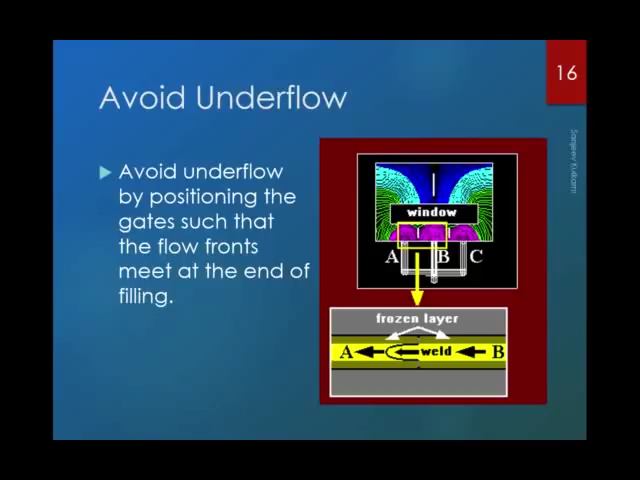 16
Avoid Underflow
Sanjeev Kulkarni
Avoid underflow
by positioning the
gates such that
the flow fronts
meet at the end of
filling.
window
A B C
frozen layer
A weld B